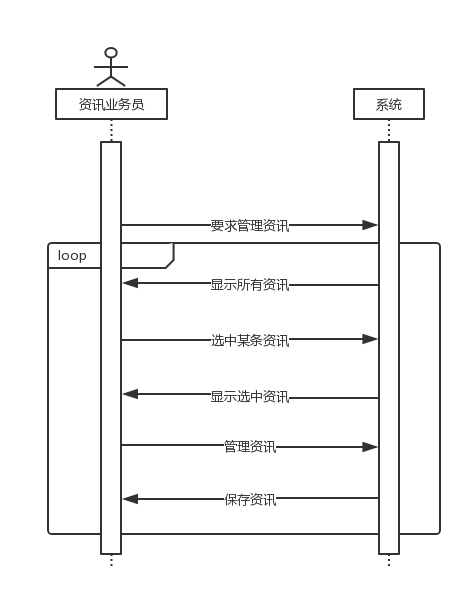 资讯业务员
系统
要求管理资讯
loop
显示所有资讯
选中某条资讯
显示选中资讯
管理资讯
保存资讯